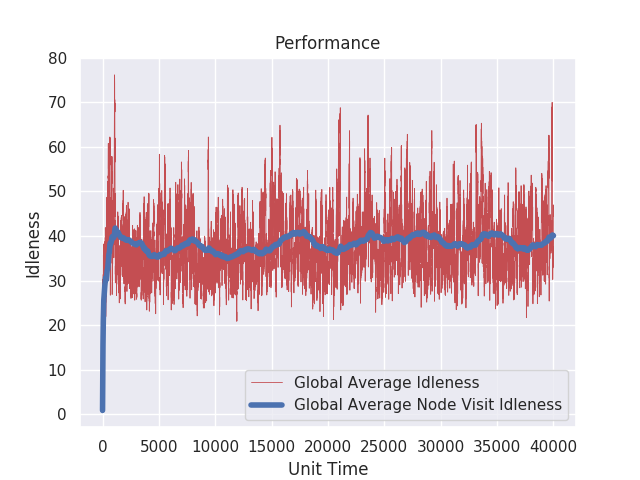 Performance
80
70
60
50
40
30
20
10
0
Idleness
0 5000 10000 15000 20000 25000 30000 35000 40000
Unit Time
Global Average Idleness
Global Average Node Visit Idleness